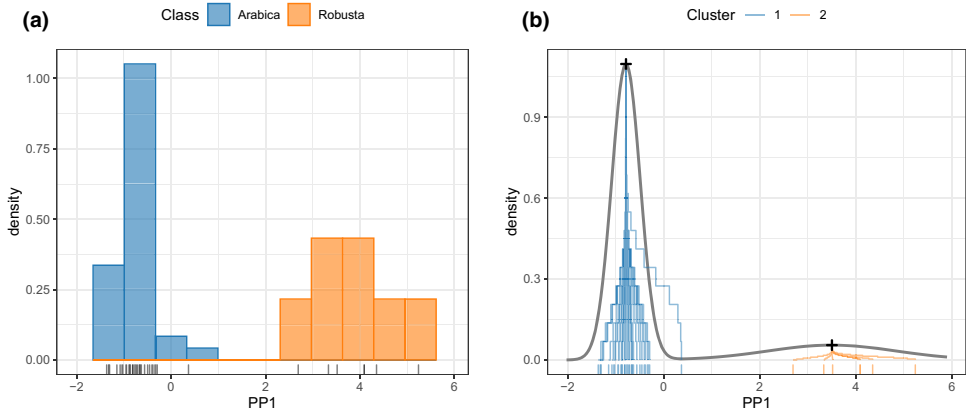 (a)
Class Arabica Robusta
density
1.00
0.75
0.50
0.25
0.00
−2 0 2 4 6
PP1
(b)
Cluster 1 2
density
0.9
0.6
0.3
0.0
−2 0 2 4 6
PP1